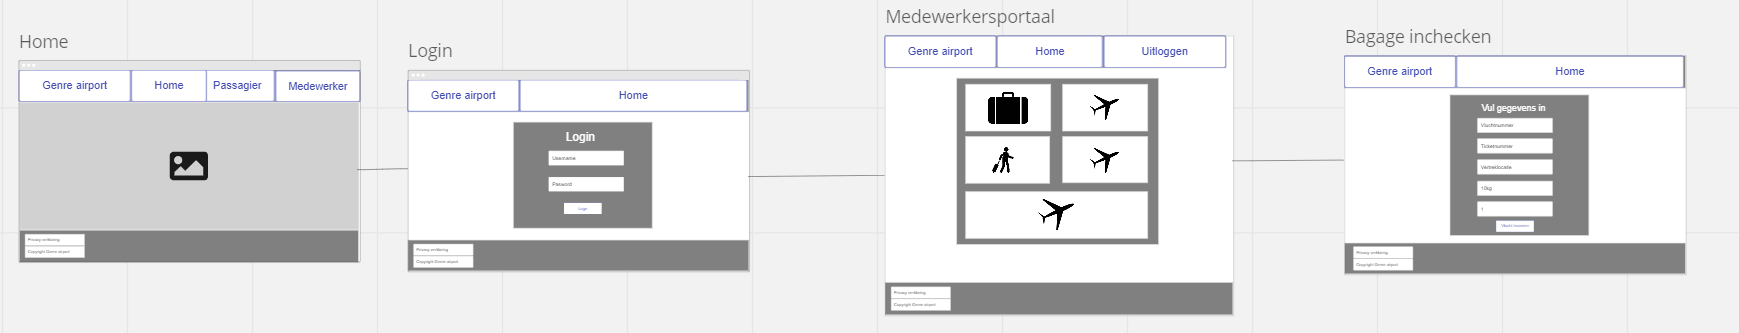 Home
Genre airport
Home
Passagier
Medewerker
Privacy verklaring
Copyright Genre airport
Login
Genre airport
Home
Login
Username
Password
Login
Privacy verklaring
Copyright Genre airport
Medewerkersportaal
Genre airport
Home
Uitloggen
Privacy verklaring
Copyright Genre airport
Bagage inchecken
Genre airport
Home
Vul gegevens in
Vluchtnummer
Ticketnummer
Vertreklocatie
10kg
1
Privacy verklaring
Copyright Genre airport